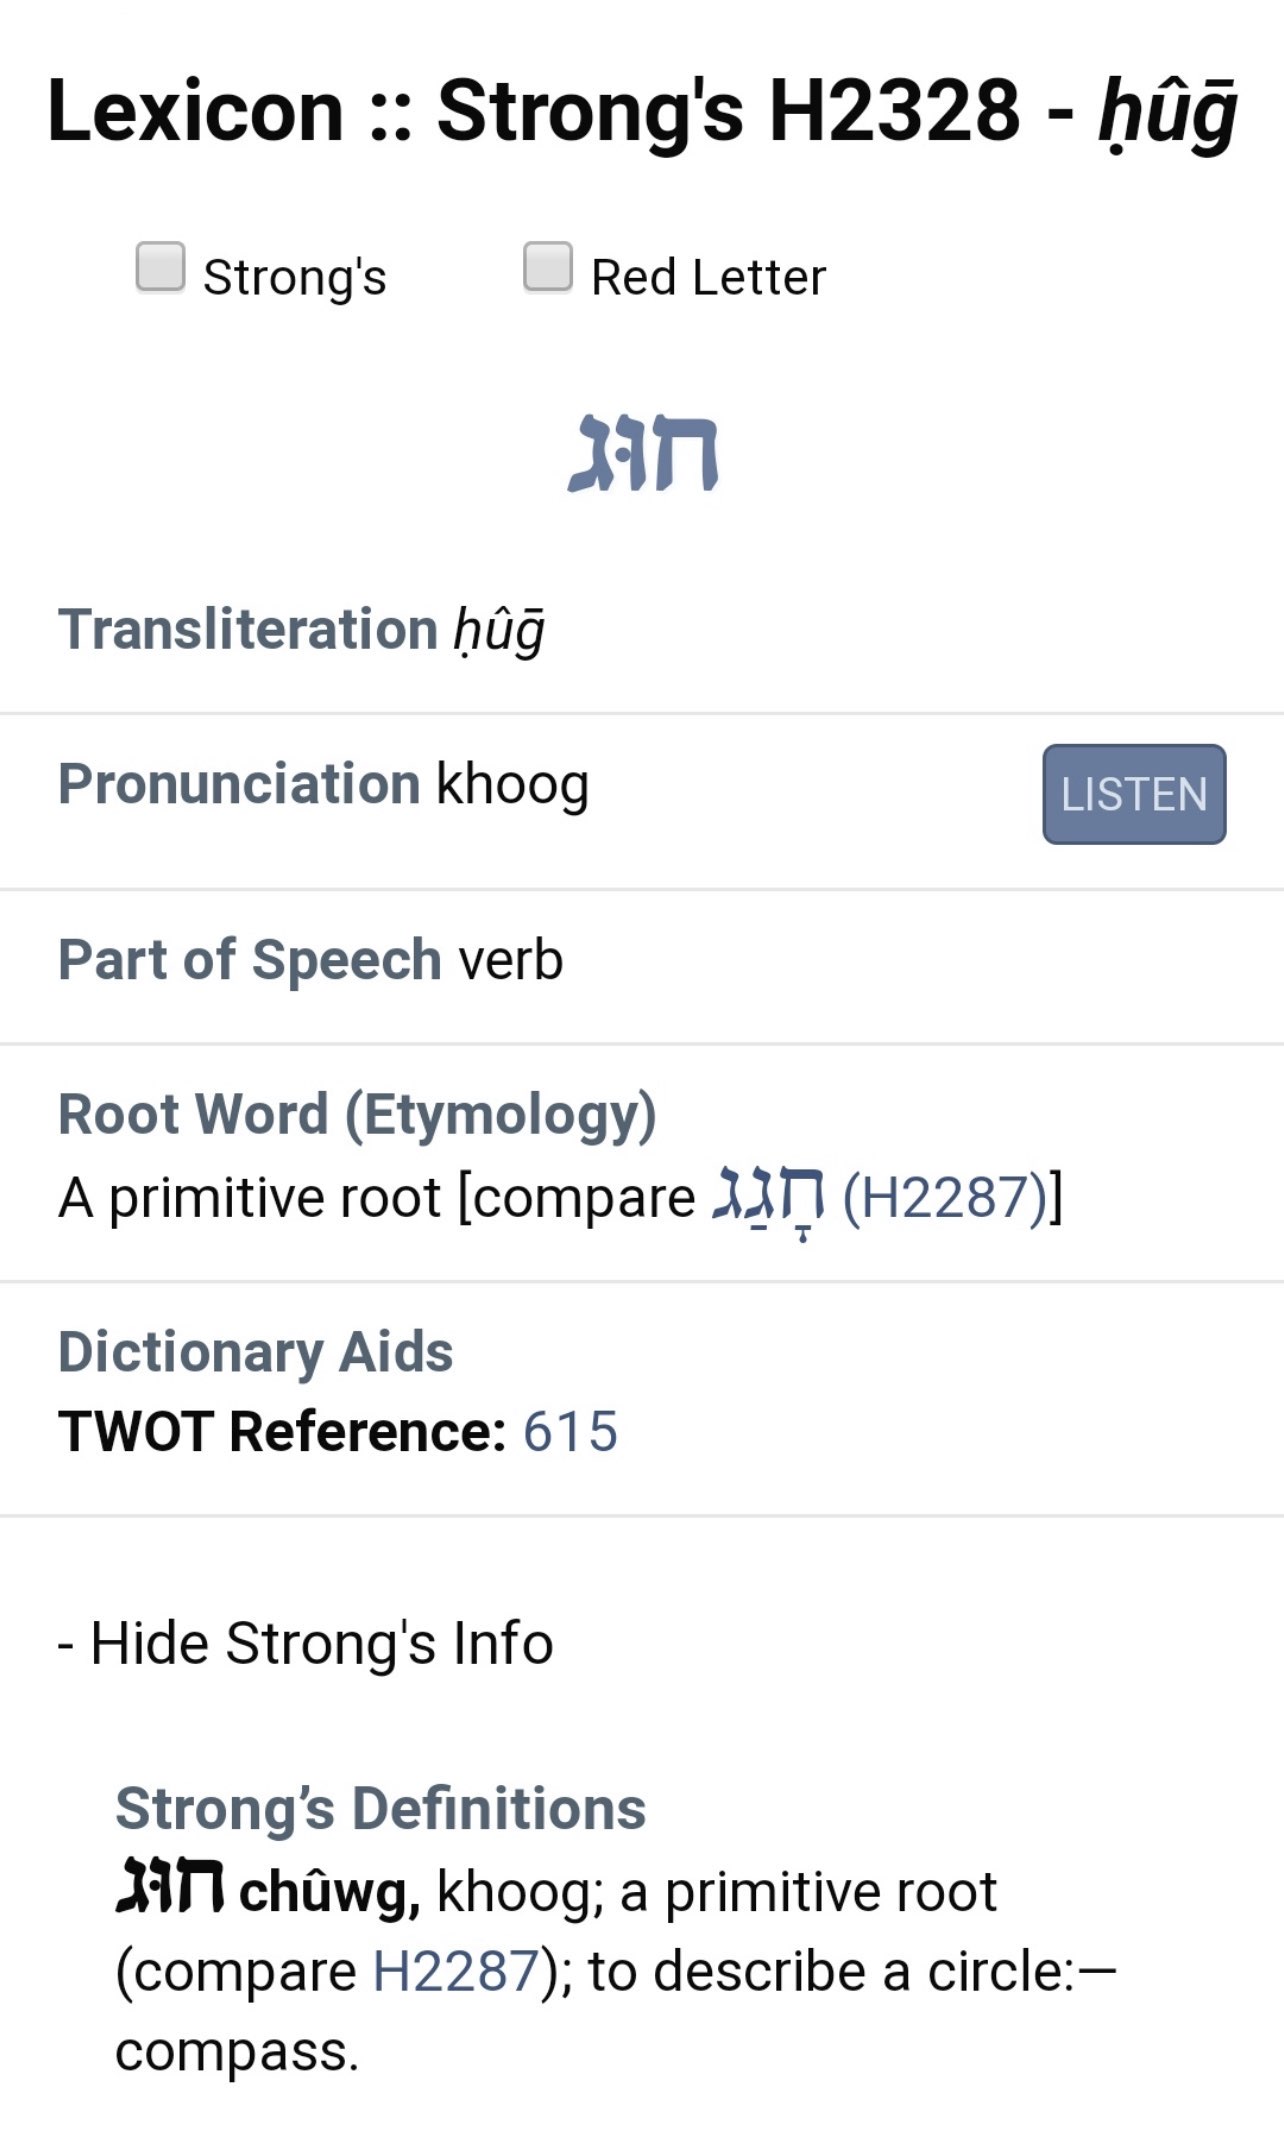 Lexicon :: Strong's H2328 - ḥûḡ
Strong's Red Letter
חוּג
Transliteration ḥûḡ
Pronunciation khoog
LISTEN
Part of Speech verb
Root Word (Etymology)
A primitive root [compare חָגַג (H2287)]
Dictionary Aids
TWOT Reference: 615
- Hide Strong's Info
Strong’s Definitions
חוּג chûwg, khoog; a primitive root
(compare H2287); to describe a circle:—
compass.